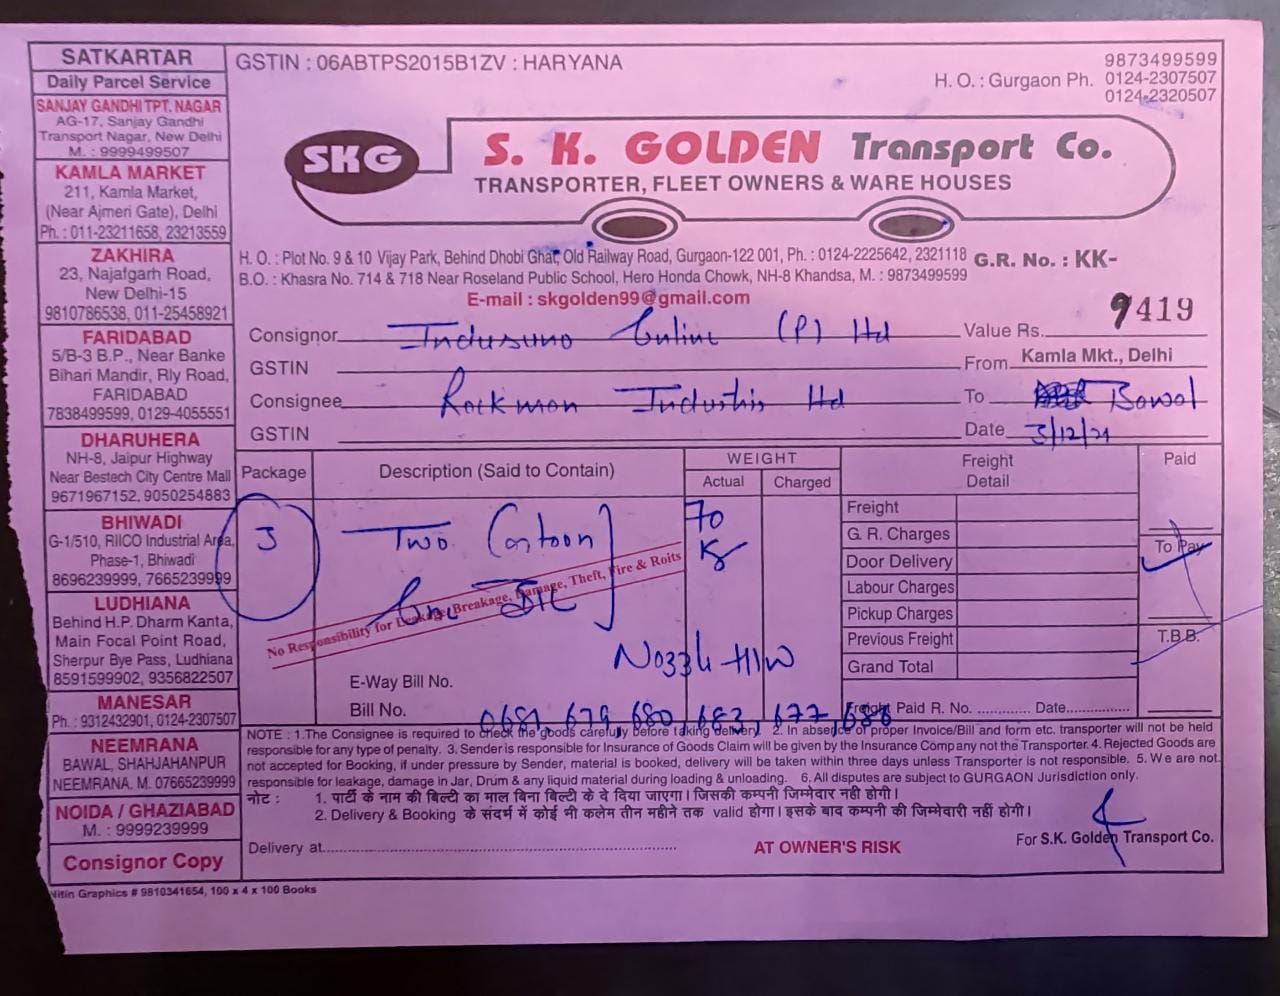 SATKARTAR
Daily Parcel Service
SANJAY GANDHI TPT. NAGAR
AG-17, Sanjay Gandhi
Transport Nagar, New Delhi
M. : 9999499507
KAMLA MARKET
211, Kamla Market,
(Near Ajmeri Gate), Delhi
Ph. : 011-23211658, 23213559
ZAKHIRA
23, Najafgarh Road,
New Delhi-15
9810786538, 011-25458921
FARIDABAD
5/B-3 B.P., Near Banke
Bihari Mandir, Rly Road,
FARIDABAD
7838499599, 0129-4055551
DHARUHERA
NH-8, Jaipur Highway
Near Bestech City Centre Mall
9671967152, 9050254883
BHIWADI
G-1/510, RIICO Industrial Area,
Phase-1, Bhiwadi
8696239999, 7665239999
LUDHIANA
Behind H.P. Dharm Kanta,
Main Focal Point Road,
Sherpur Bye Pass, Ludhiana
8591599902, 9356822507
MANESAR
Ph. : 9312432901, 0124-2307507
NEEMRANA
BAWAL, SHAHJAHANPUR
NEEMRANA, M. 07665239999
NOIDA / GHAZIABAD
M. : 9999239999
Consignor Copy
Nitin Graphics # 9810341654, 100 x 4 x 100 Books
GSTIN : 06ABTPS2015B1ZV : HARYANA
9873499599
H. O. : Gurgaon Ph. 0124-2307507
0124-2320507
SKG
S. K. GOLDEN Transport Co.
TRANSPORTER, FLEET OWNERS & WARE HOUSES
H. O. : Plot No. 9 & 10 Vijay Park, Behind Dhobi Ghat, Old Railway Road, Gurgaon-122 001, Ph. : 0124-2225642, 2321118
B.O. : Khasra No. 714 & 718 Near Roseland Public School, Hero Honda Chowk, NH-8 Khandsa, M. : 9873499599
G.R. No. : KK-
E-mail : skgolden99@gmail.com
9419
Consignor (P) Ltd
Value Rs.
GSTIN
From Kamla Mkt., Delhi
Consignee Rockman Industries Ltd
To Bawal
GSTIN
Date 3/12/21
Package
Description (Said to Contain)
WEIGHT
Actual
Charged
Freight Detail
Paid
3
Two Cartoon
70
Kg
No Responsibility for Leakage, Breakage, Damage, Theft, Fire & Roits
Freight
G. R. Charges
Door Delivery
Labour Charges
Pickup Charges
Previous Freight
Grand Total
To Pay
T.B.B.
E-Way Bill No.
Bill No. 679, 680, 683, 677,
Freight Paid R. No. ............ Date...............
NOTE : 1.The Consignee is required to check the goods carefully before taking delivery. 2. In absence of proper Invoice/Bill and form etc. transporter will not be held
responsible for any type of penalty. 3. Sender is responsible for Insurance of Goods Claim will be given by the Insurance Company not the Transporter. 4. Rejected Goods are
not accepted for Booking, if under pressure by Sender, material is booked, delivery will be taken within three days unless Transporter is not responsible. 5. We are not
responsible for leakage, damage in Jar, Drum & any liquid material during loading & unloading. 6. All disputes are subject to GURGAON Jurisdiction only.
नोट : 1. पार्टी के नाम की बिल्टी का माल बिना बिल्टी के दे दिया जाएगा। जिसकी कम्पनी जिम्मेदार नही होगी।
2. Delivery & Booking के संदर्भ में कोई भी कलेम तीन महीने तक valid होगा। इसके बाद कम्पनी की जिम्मेदारी नहीं होगी।
Delivery at
AT OWNER'S RISK
For S.K. Golden Transport Co.